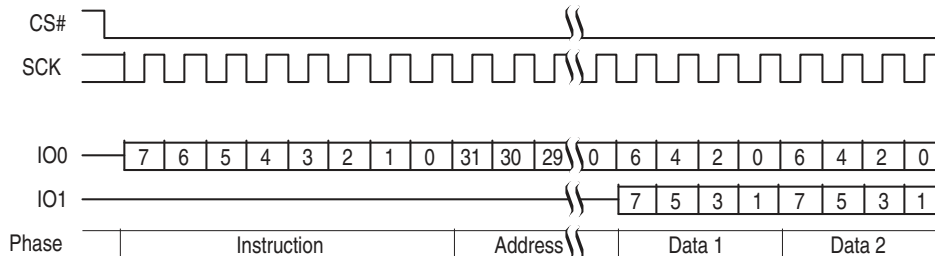 CS#
SCK
IO0 7 6 5 4 3 2 1 0 31 30 29 0 6 4 2 0 6 4 2 0
IO1 7 5 3 1 7 5 3 1
Phase Instruction Address Data 1 Data 2